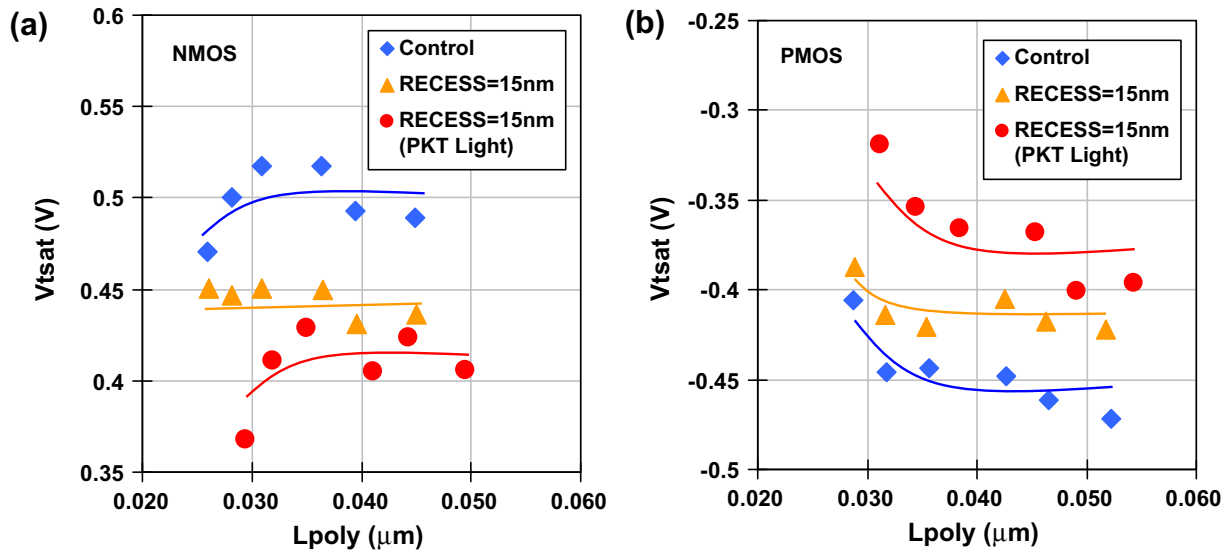 (a)
NMOS
Control
RECESS=15nm
RECESS=15nm
(PKT Light)
0.6
0.55
0.5
0.45
0.4
0.35
Vtsat (V)
0.020
0.030
0.040
0.050
0.060
Lpoly (μm)
(b)
PMOS
Control
RECESS=15nm
RECESS=15nm
(PKT Light)
-0.25
-0.3
-0.35
-0.4
-0.45
-0.5
Vtsat (V)
0.020
0.030
0.040
0.050
0.060
Lpoly (μm)